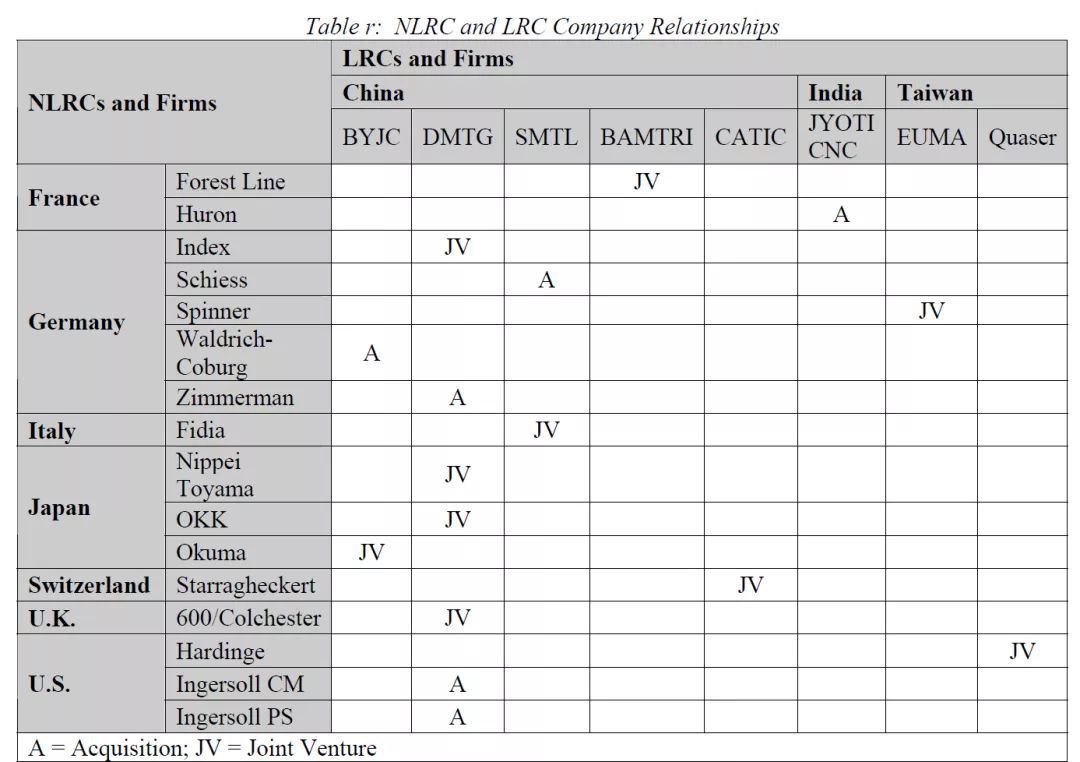 Table r: NLRC and LRC Company Relationships
NLRCs and Firms
LRCs and Firms
China India Taiwan
BYJC DMTG SMTL BAMTRI CATIC JYOTI CNC EUMA Quaser
France Forest Line JV
Huron A
Germany Index JV
Schiess A
Spinner JV
Waldrich-
Coburg A
Zimmerman A
Italy Fidia JV
Japan Nippei
Toyama JV
OKK JV
Okuma JV
Switzerland Starragheckert JV
U.K. 600/Colchester JV
U.S. Hardinge JV
Ingersoll CM A
Ingersoll PS A
A = Acquisition; JV = Joint Venture